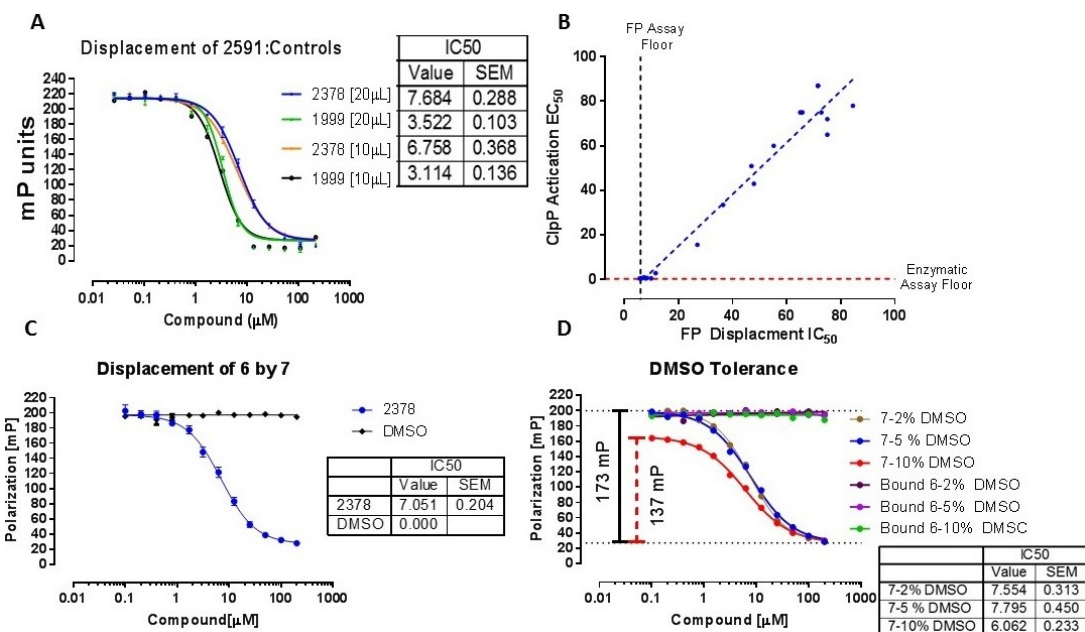 A
Displacement of 2591:Controls
mP units
220
200
180
160
140
120
100
80
60
40
20
0
0.01 0.1 1 10 100 1000
Compound (μM)
2378 [20μL]
1999 [20μL]
2378 [10μL]
1999 [10μL]
IC50
Value SEM
7.684 0.288
3.522 0.103
6.758 0.368
3.114 0.136
B
FP Assay
Floor
ClpP Actication EC50
100
80
60
40
20
0
0 20 40 60 80 100
FP Displacment IC50
Enzymatic
Assay Floor
C
Displacement of 6 by 7
Polarization [mP]
220
200
180
160
140
120
100
80
60
40
20
0
0.01 0.1 1 10 100 1000
Compound[μM]
2378
DMSO
IC50
Value SEM
2378 7.051 0.204
DMSO 0.000
D
DMSO Tolerance
Polarization [mP]
220
200
180
160
140
120
100
80
60
40
20
0
173 mP
137 mP
0.01 0.1 1 10 100 1000
Compound [μM]
7-2% DMSO
7-5 % DMSO
7-10% DMSO
Bound 6-2% DMSO
Bound 6-5% DMSO
Bound 6-10% DMSC
IC50
Value SEM
7-2% DMSO 7.554 0.313
7-5 % DMSO 7.795 0.450
7-10% DMSO 6.062 0.233